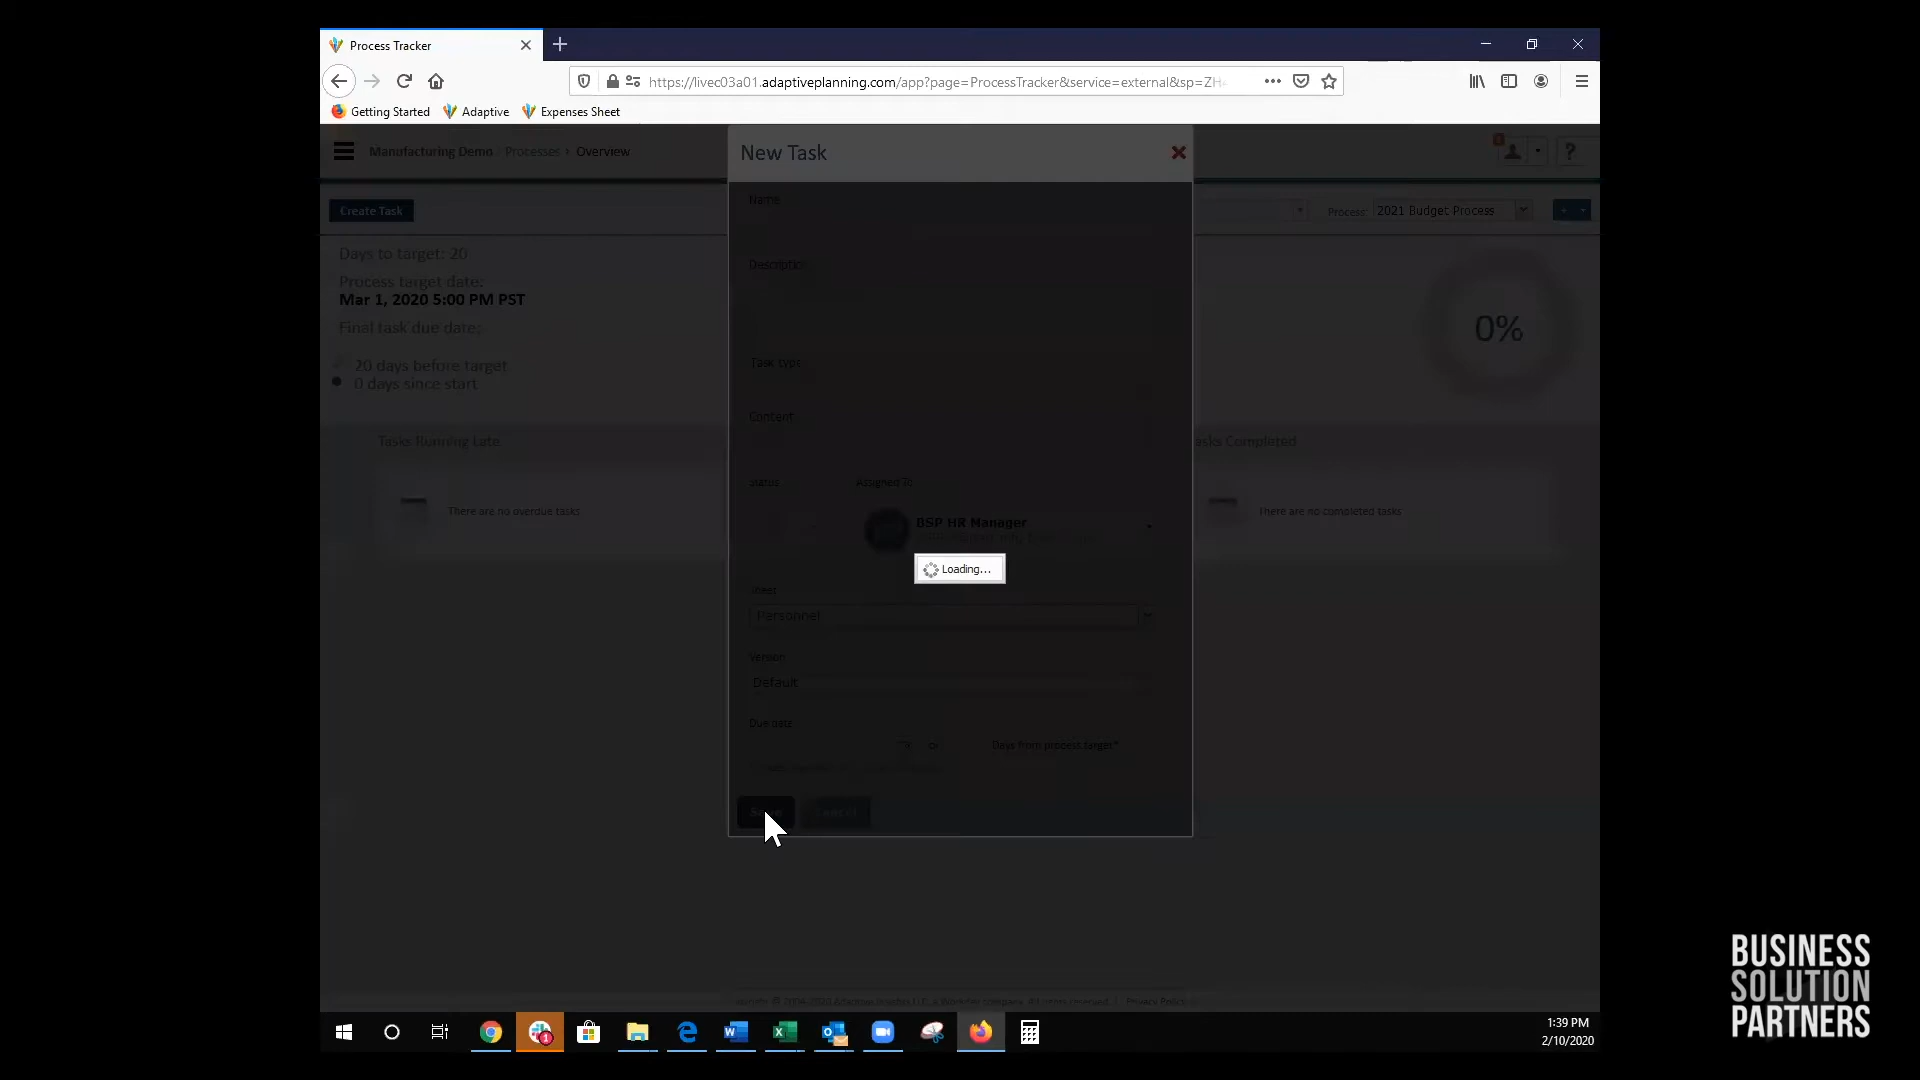 Process Tracker
https://livec03a01.adaptiveplanning.com/app?page=ProcessTracker&service=external&sp=ZH
Getting Started
Adaptive
Expenses Sheet
Manufacturing Demo
Processes › Overview
New Task
?
Create Task
Process:
2021 Budget Process
Days to target: 20
Process target date:
Mar 1, 2020 5:00 PM PST
Final task due date:
20 days before target
0 days since start
0%
Tasks Running Late
There are no overdue tasks
asks Completed
There are no completed tasks
Name
Description
Task type
Content
Status
Assigned To
BSP HR Manager
Loading...
Sheet
Personnel
Version
Default
Due date
or
Days from process target*
Cancel
Privacy Policy
1:39 PM
2/10/2020
BUSINESS
SOLUTION
PARTNERS